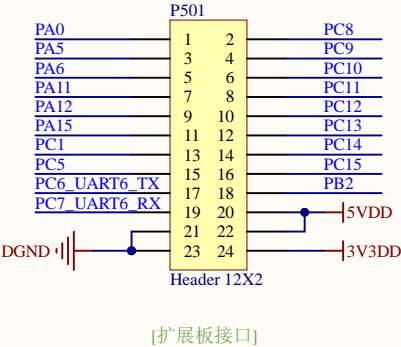 P501
PA0 1 2 PC8
PA5 3 4 PC9
PA6 5 6 PC10
PA11 7 8 PC11
PA12 9 10 PC12
PA15 11 12 PC13
PC1 13 14 PC14
PC5 15 16 PC15
PC6_UART6_TX 17 18 PB2
PC7_UART6_RX 19 20 5VDD
21 22
DGND 23 24 3V3DD
Header 12X2
[扩展板接口]